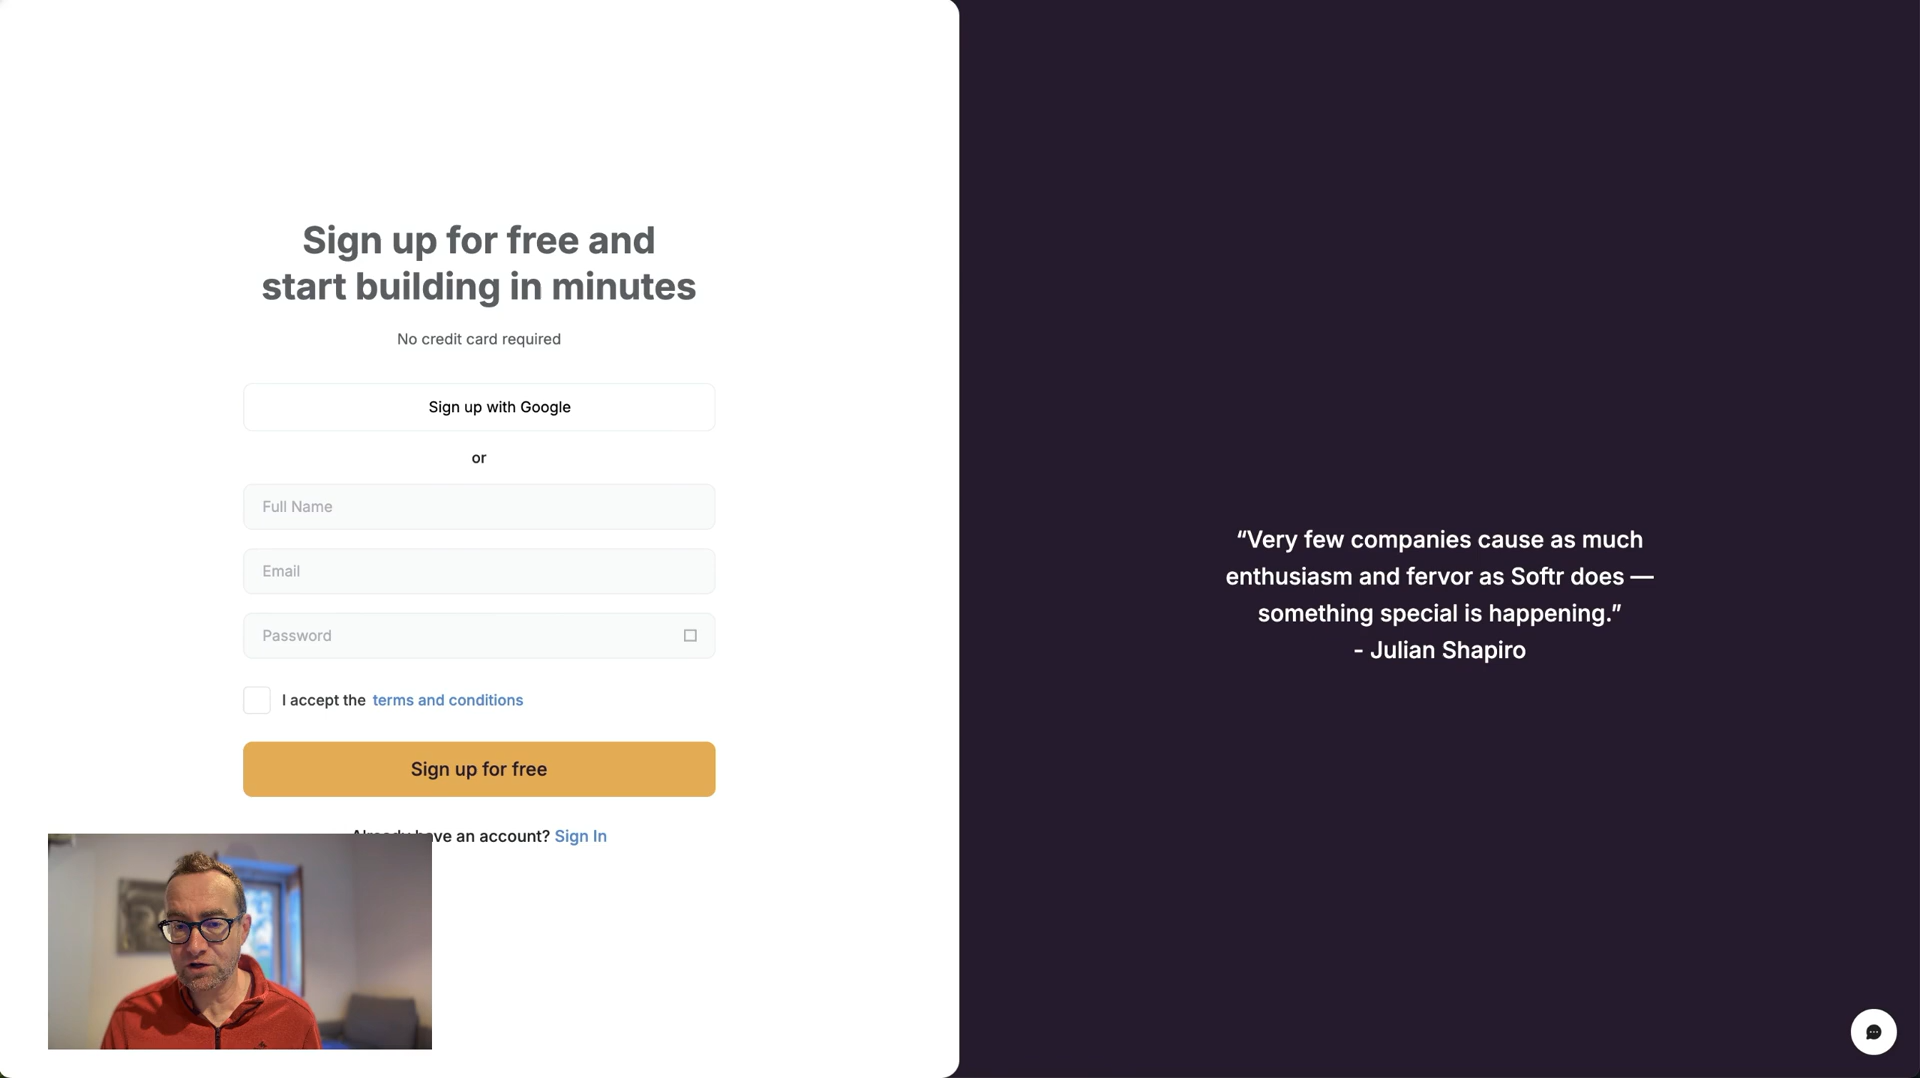 Sign up for free and
start building in minutes
No credit card required
Sign up with Google
or
Full Name
Email
Password
I accept the terms and conditions
Sign up for free
Already have an account? Sign In
“Very few companies cause as much
enthusiasm and fervor as Softr does —
something special is happening.”
- Julian Shapiro